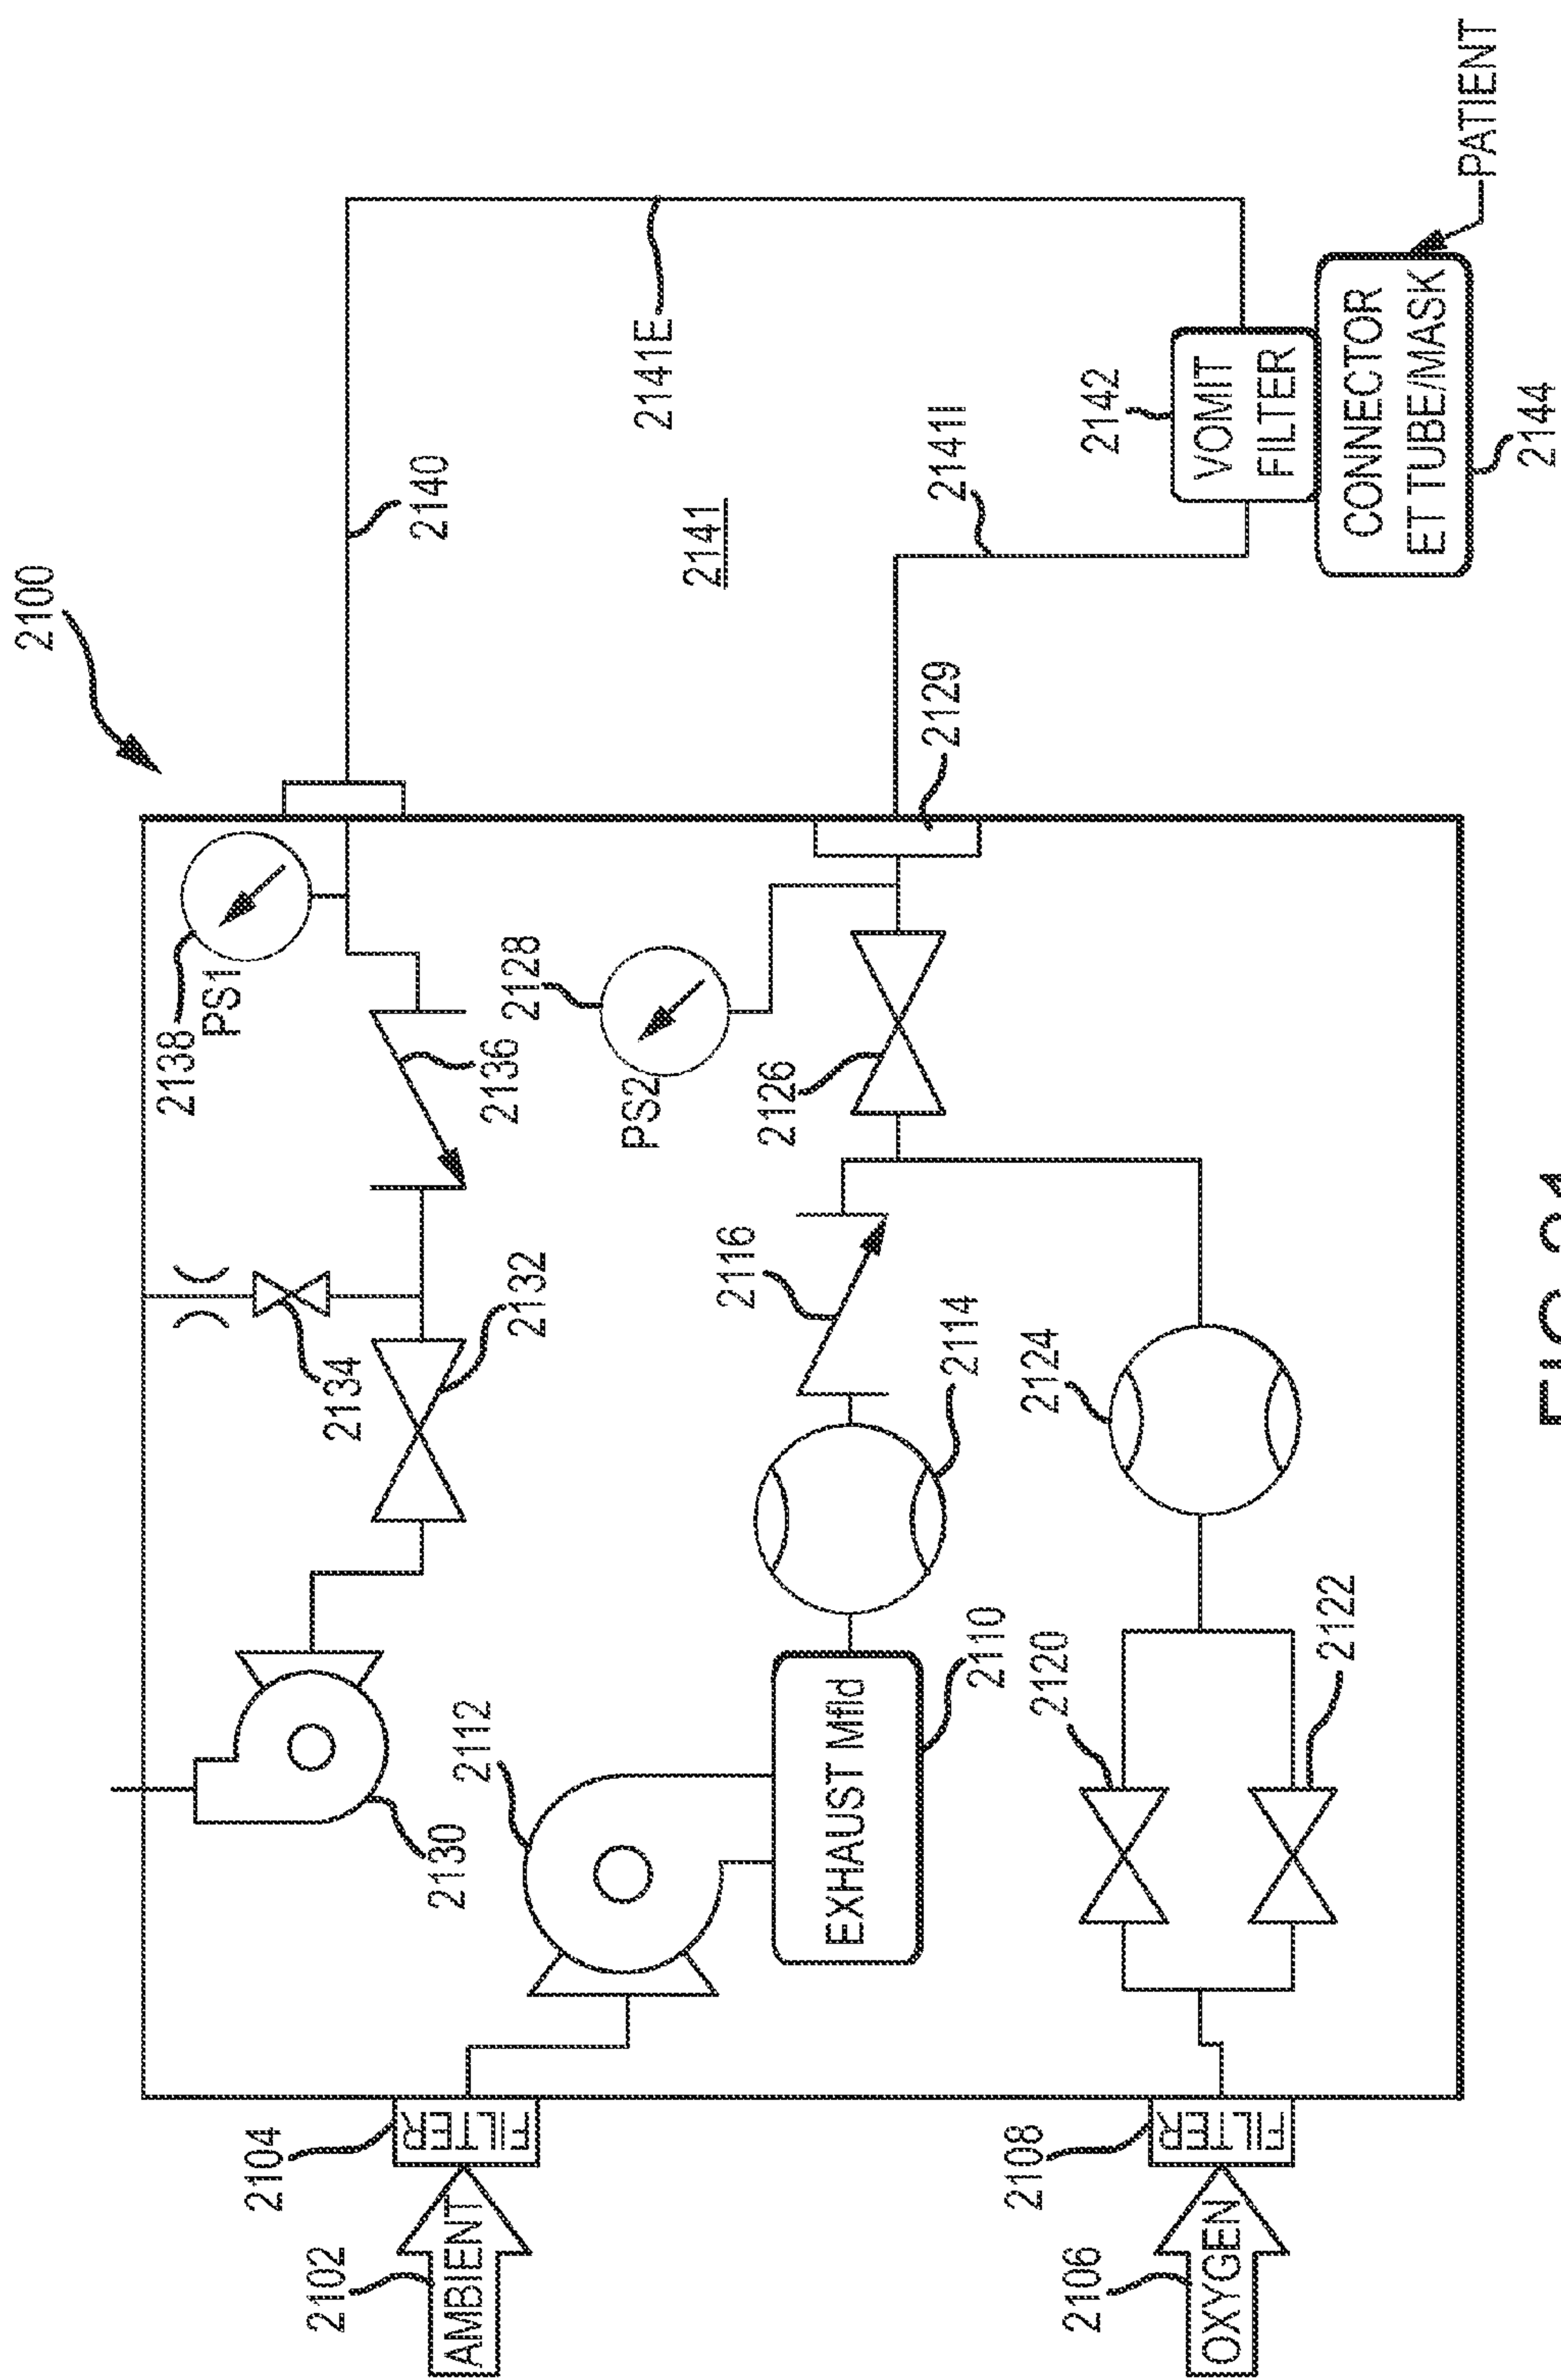 2100
2138
PS1
2104
2102
AMBIENT
FILTER
2134
2140
2130
2112
2136
2128
2132
PS2
2141E
2141
2116
2126
EXHAUST Mfld
2129
2141I
2114
2110
2108
2124
2120
2106
OXYGEN
FILTER
2142
VOMIT
FILTER
2122
CONNECTOR
ET TUBE/MASK
PATIENT
2144